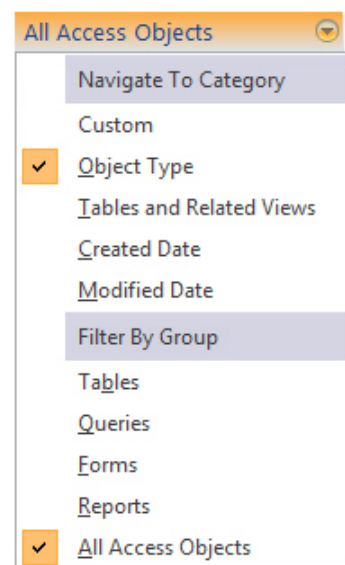 All Access Objects
Navigate To Category
Custom
Object Type
Tables and Related Views
Created Date
Modified Date
Filter By Group
Tables
Queries
Forms
Reports
All Access Objects